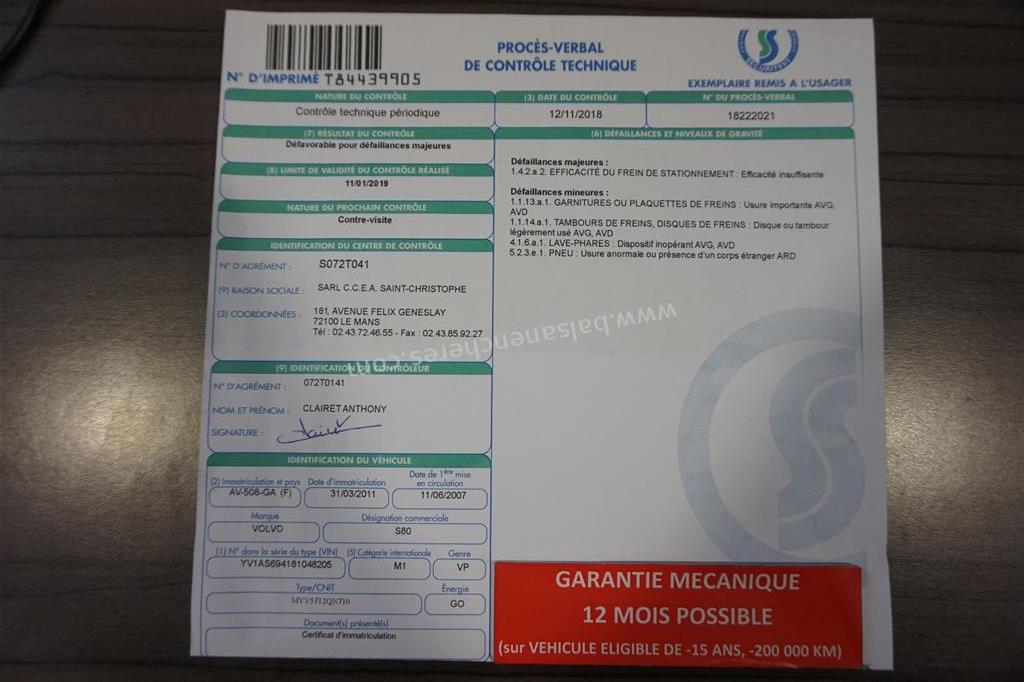 PROCÈS-VERBAL
DE CONTRÔLE TECHNIQUE
SECURITEST
N° D'IMPRIMÉ T84439905
EXEMPLAIRE REMIS A L'USAGER
NATURE DU CONTRÔLE
Contrôle technique périodique
(3) DATE DU CONTRÔLE
12/11/2018
N° DU PROCÈS-VERBAL
18222021
(7) RÉSULTAT DU CONTRÔLE
Défavorable pour défaillances majeures
(8) LIMITE DE VALIDITÉ DU CONTRÔLE RÉALISÉ
11/01/2019
NATURE DU PROCHAIN CONTRÔLE
Contre-visite
IDENTIFICATION DU CENTRE DE CONTRÔLE
N° D'AGRÉMENT : S072T041
(9) RAISON SOCIALE : SARL C.C.E.A. SAINT-CHRISTOPHE
(3) COORDONNÉES : 181, AVENUE FELIX GENESLAY
72100 LE MANS
Tél : 02.43.72.46.55 - Fax : 02.43.85.92.27
(9) IDENTIFICATION DU CONTRÔLEUR
N° D'AGRÉMENT : 072T0141
NOM ET PRÉNOM : CLAIRET ANTHONY
SIGNATURE :
IDENTIFICATION DU VÉHICULE
(2) Immatriculation et pays
AV-508-GA (F)
Date d'immatriculation
31/03/2011
Date de 1ère mise
en circulation
11/06/2007
Marque
VOLVO
Désignation commerciale
S80
(1) N° dans la série du type (VIN)
YV1AS694181048205
(5) Catégorie internationale
M1
Genre
VP
Type/CNIT
MVV5712QN710
Énergie
GO
Document(s) présenté(s)
Certificat d'immatriculation
(6) DÉFAILLANCES ET NIVEAUX DE GRAVITÉ
Défaillances majeures :
1.4.2.a.2. EFFICACITÉ DU FREIN DE STATIONNEMENT : Efficacité insuffisante
Défaillances mineures :
1.1.13.a.1. GARNITURES OU PLAQUETTES DE FREINS : Usure importante AVG,
AVD
1.1.14.a.1. TAMBOURS DE FREINS, DISQUES DE FREINS : Disque ou tambour
légèrement usé AVG, AVD
4.1.6.a.1. LAVE-PHARES : Dispositif inopérant AVG, AVD
5.2.3.e.1. PNEU : Usure anormale ou présence d'un corps étranger ARD
www.balsanencheres.com
GARANTIE MECANIQUE
12 MOIS POSSIBLE
(sur VEHICULE ELIGIBLE DE -15 ANS, -200 000 KM)